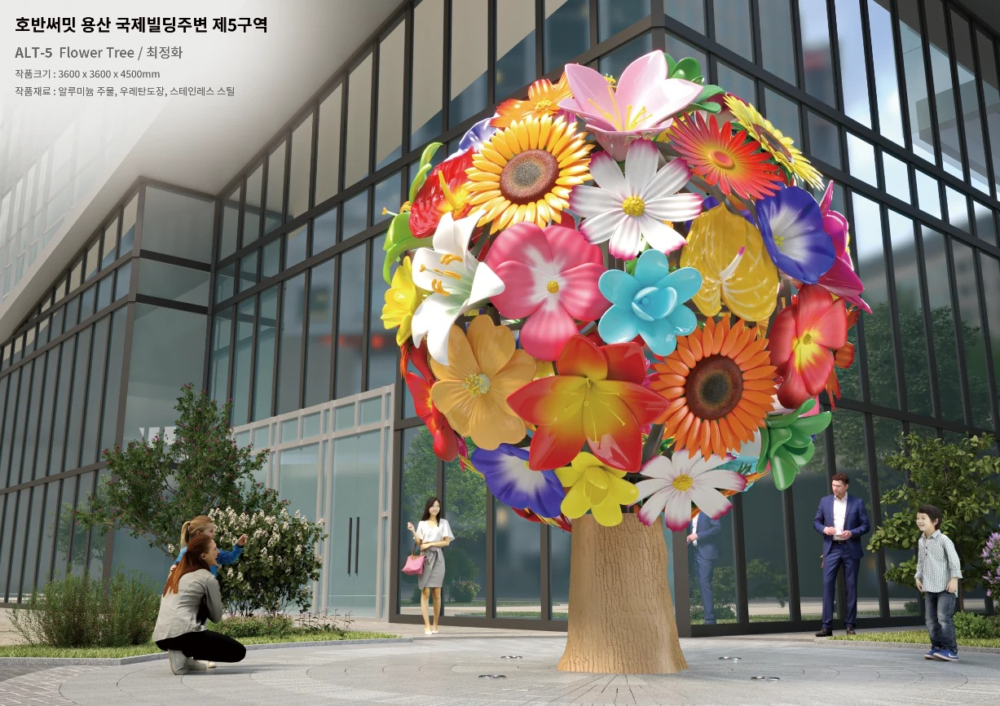 호반써밋 용산 국제빌딩주변 제5구역
ALT-5 Flower Tree / 최정화
작품크기 : 3600 x 3600 x 4500mm
작품재료 : 알루미늄 주물, 우레탄도장, 스테인레스 스틸